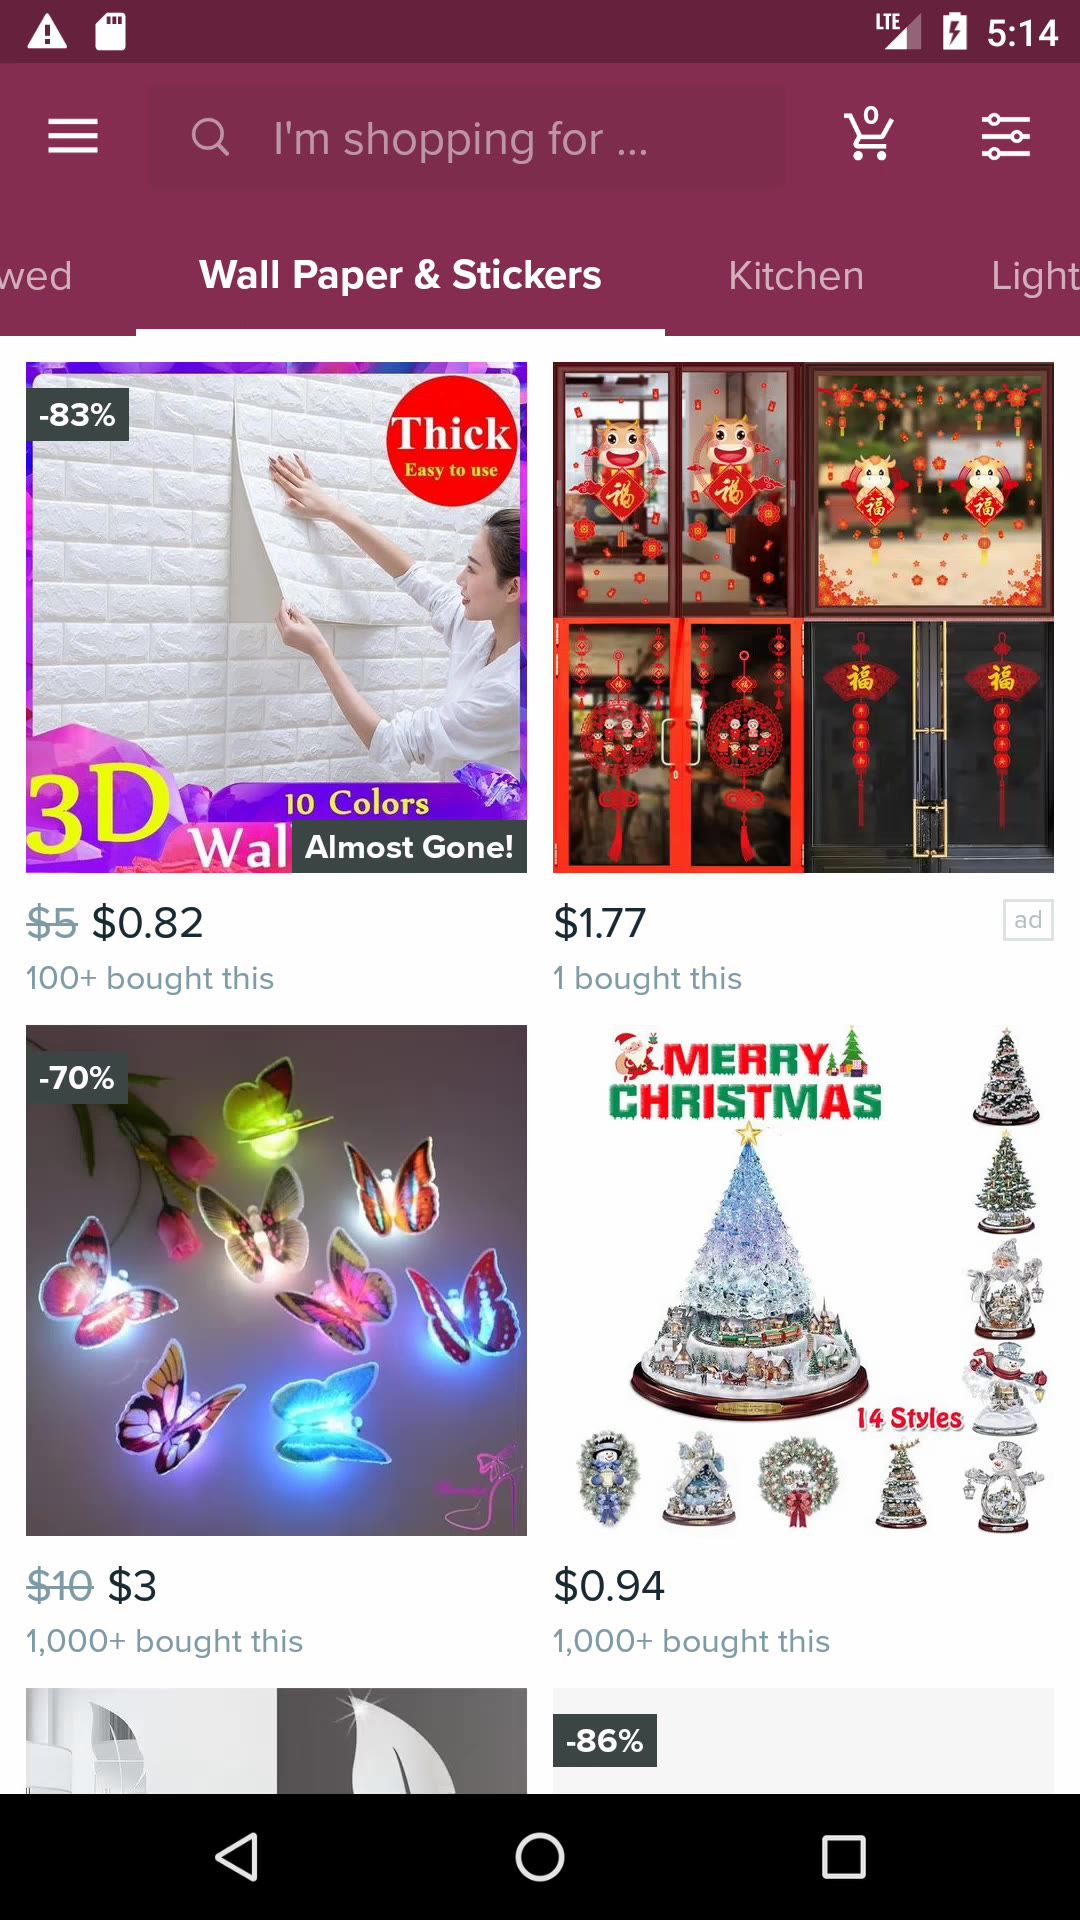 LTE 5:14
I'm shopping for ...
0
wed
Wall Paper & Stickers
Kitchen
Light
-83%
Thick
Easy to use
3D
10 Colors
Wal
Almost Gone!
福 福
福 福
福 福
$5 $0.82
100+ bought this
$1.77
ad
1 bought this
-70%
MERRY
CHRISTMAS
14 Styles
$10 $3
1,000+ bought this
$0.94
1,000+ bought this
-86%